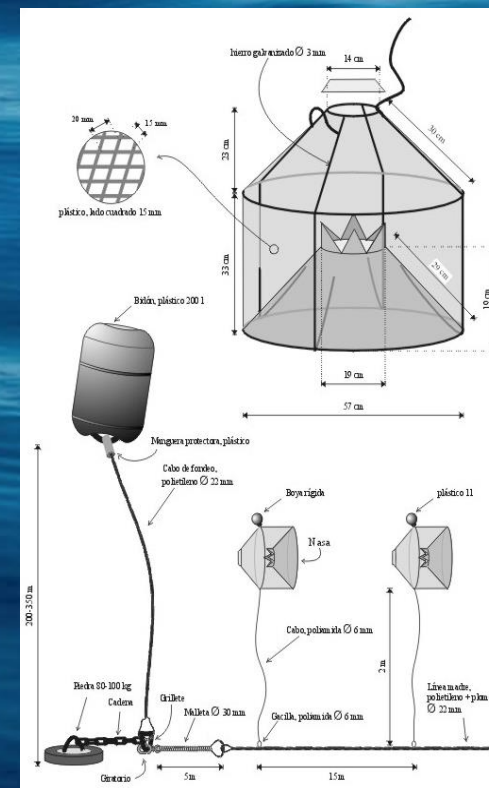 hierro galvanizado Ø 3 mm
14 cm
20 mm
15 mm
30 cm
23 cm
plástico, lado cuadrado 15 mm
33 cm
29 cm
19 cm
19 cm
57 cm
Bidón, plástico 200 l
Manguera protectora, plástico
Cabo de fondeo,
polietileno Ø 22 mm
Boya rígida
plástico 1 l
Nasa
200-350 m
Cabo, poliamida Ø 6 mm
2 m
Piedra 80-100 kg
Cadena
Grillete
Malleta Ø 30 mm
Gacilla, poliamida Ø 6 mm
Línea madre,
polietileno + plom
Ø 22 mm
Giratorio
5 m
15 m